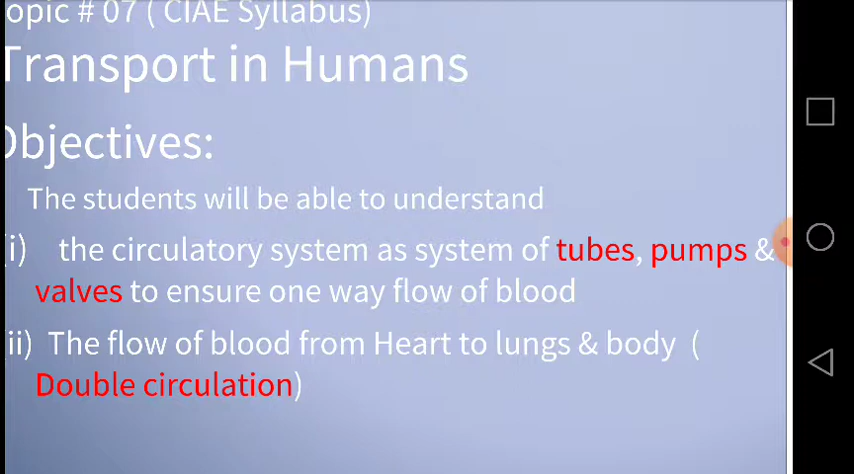 opic # 07 ( CIAE Syllabus)
Transport in Humans
Objectives:
The students will be able to understand
(i) the circulatory system as system of tubes, pumps &
valves to ensure one way flow of blood
ii) The flow of blood from Heart to lungs & body (
Double circulation)